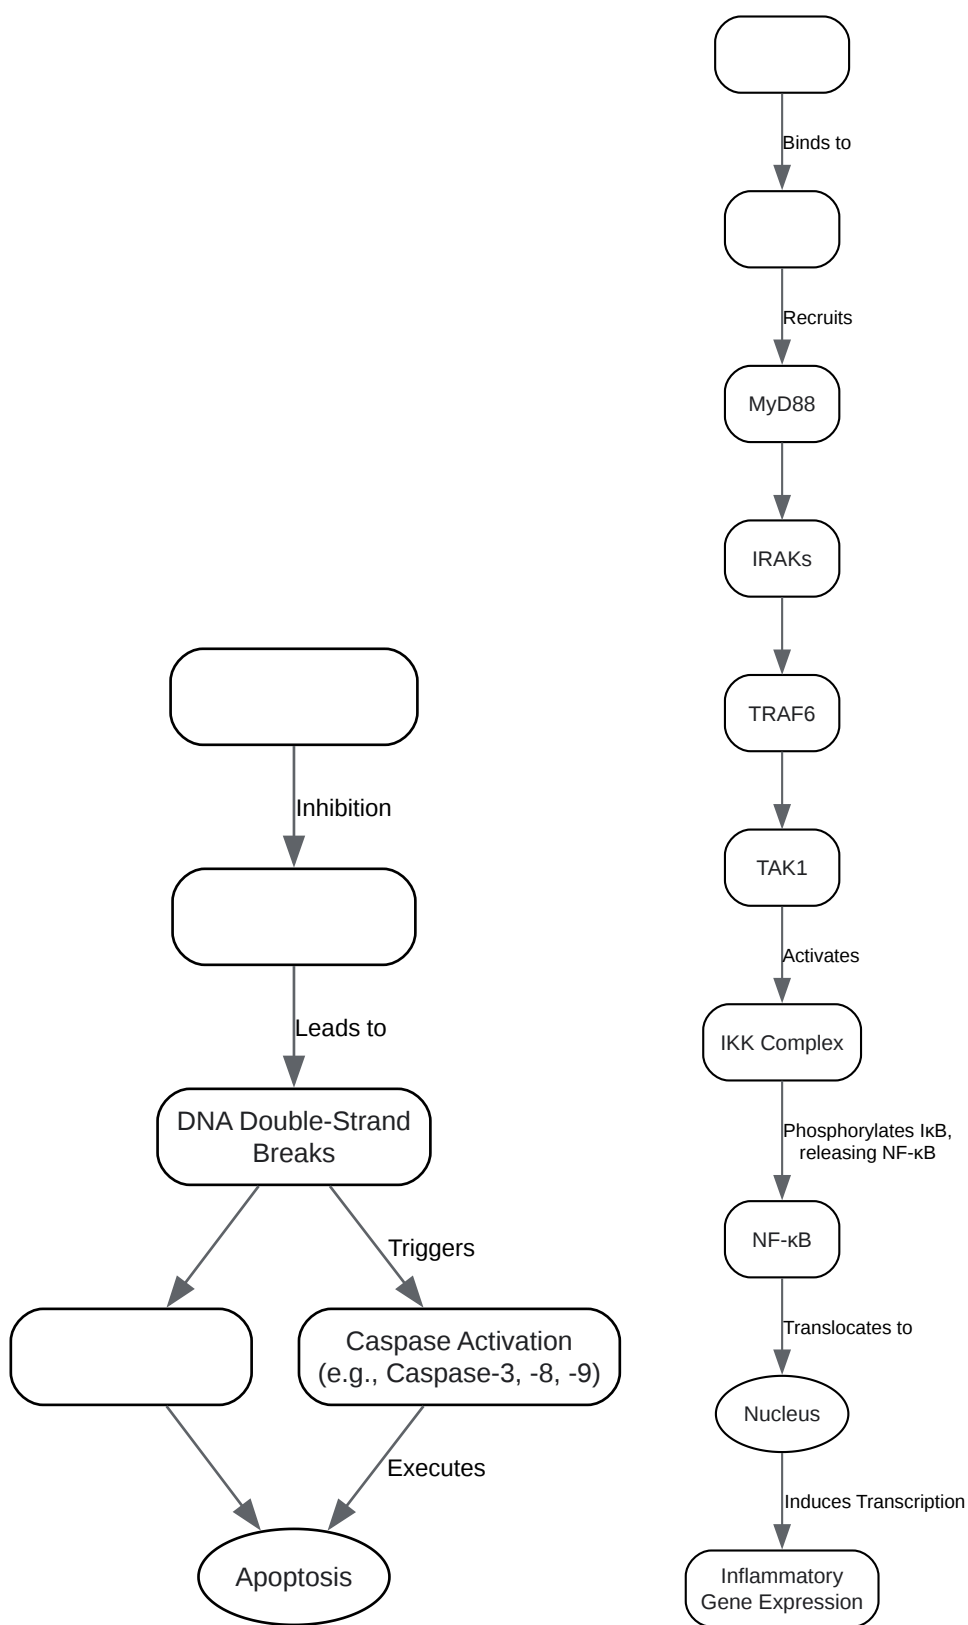 Inhibition
Leads to
DNA Double-Strand
Breaks
Triggers
Caspase Activation
(e.g., Caspase-3, -8, -9)
Executes
Apoptosis
Binds to
Recruits
MyD88
IRAKs
TRAF6
TAK1
Activates
IKK Complex
Phosphorylates IκB,
releasing NF-κB
NF-κB
Translocates to
Nucleus
Induces Transcription
Inflammatory
Gene Expression